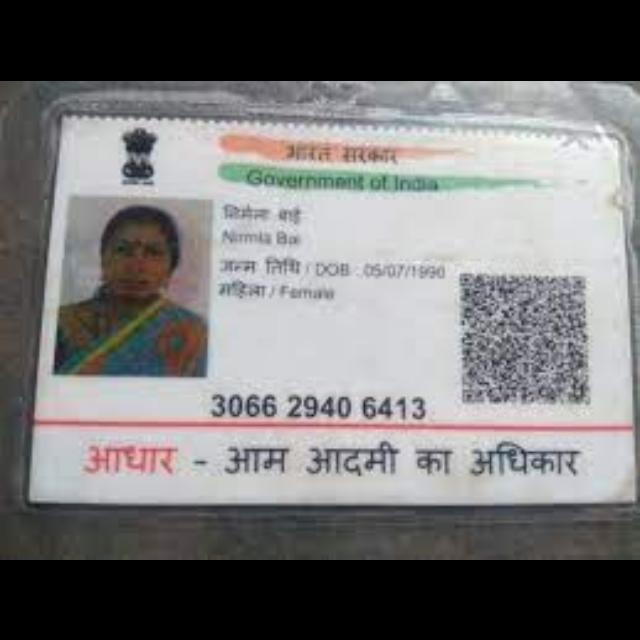 भारत सरकार
Government of India
निर्मला बाई
Nirmla Bai
जन्म तिथि / DOB : 05/07/1990
महिला / Female
3066 2940 6413
आधार - आम आदमी का अधिकार